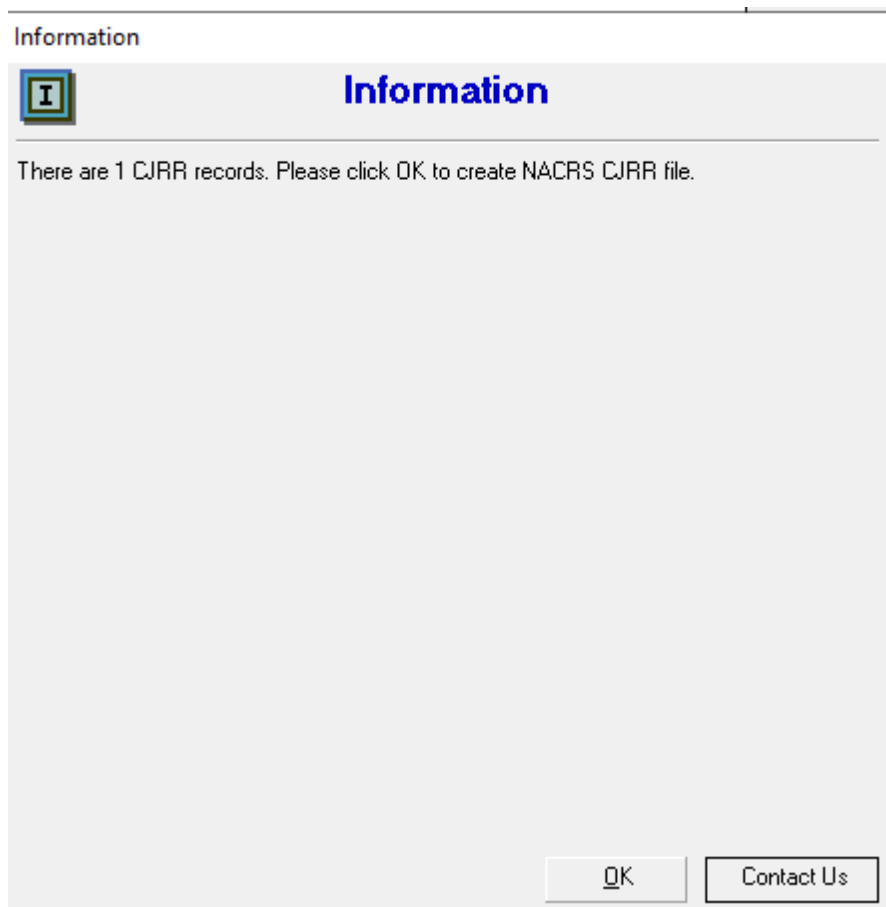 Information
I
Information
There are 1 CJRR records. Please click OK to create NACRS CJRR file.
OK
Contact Us